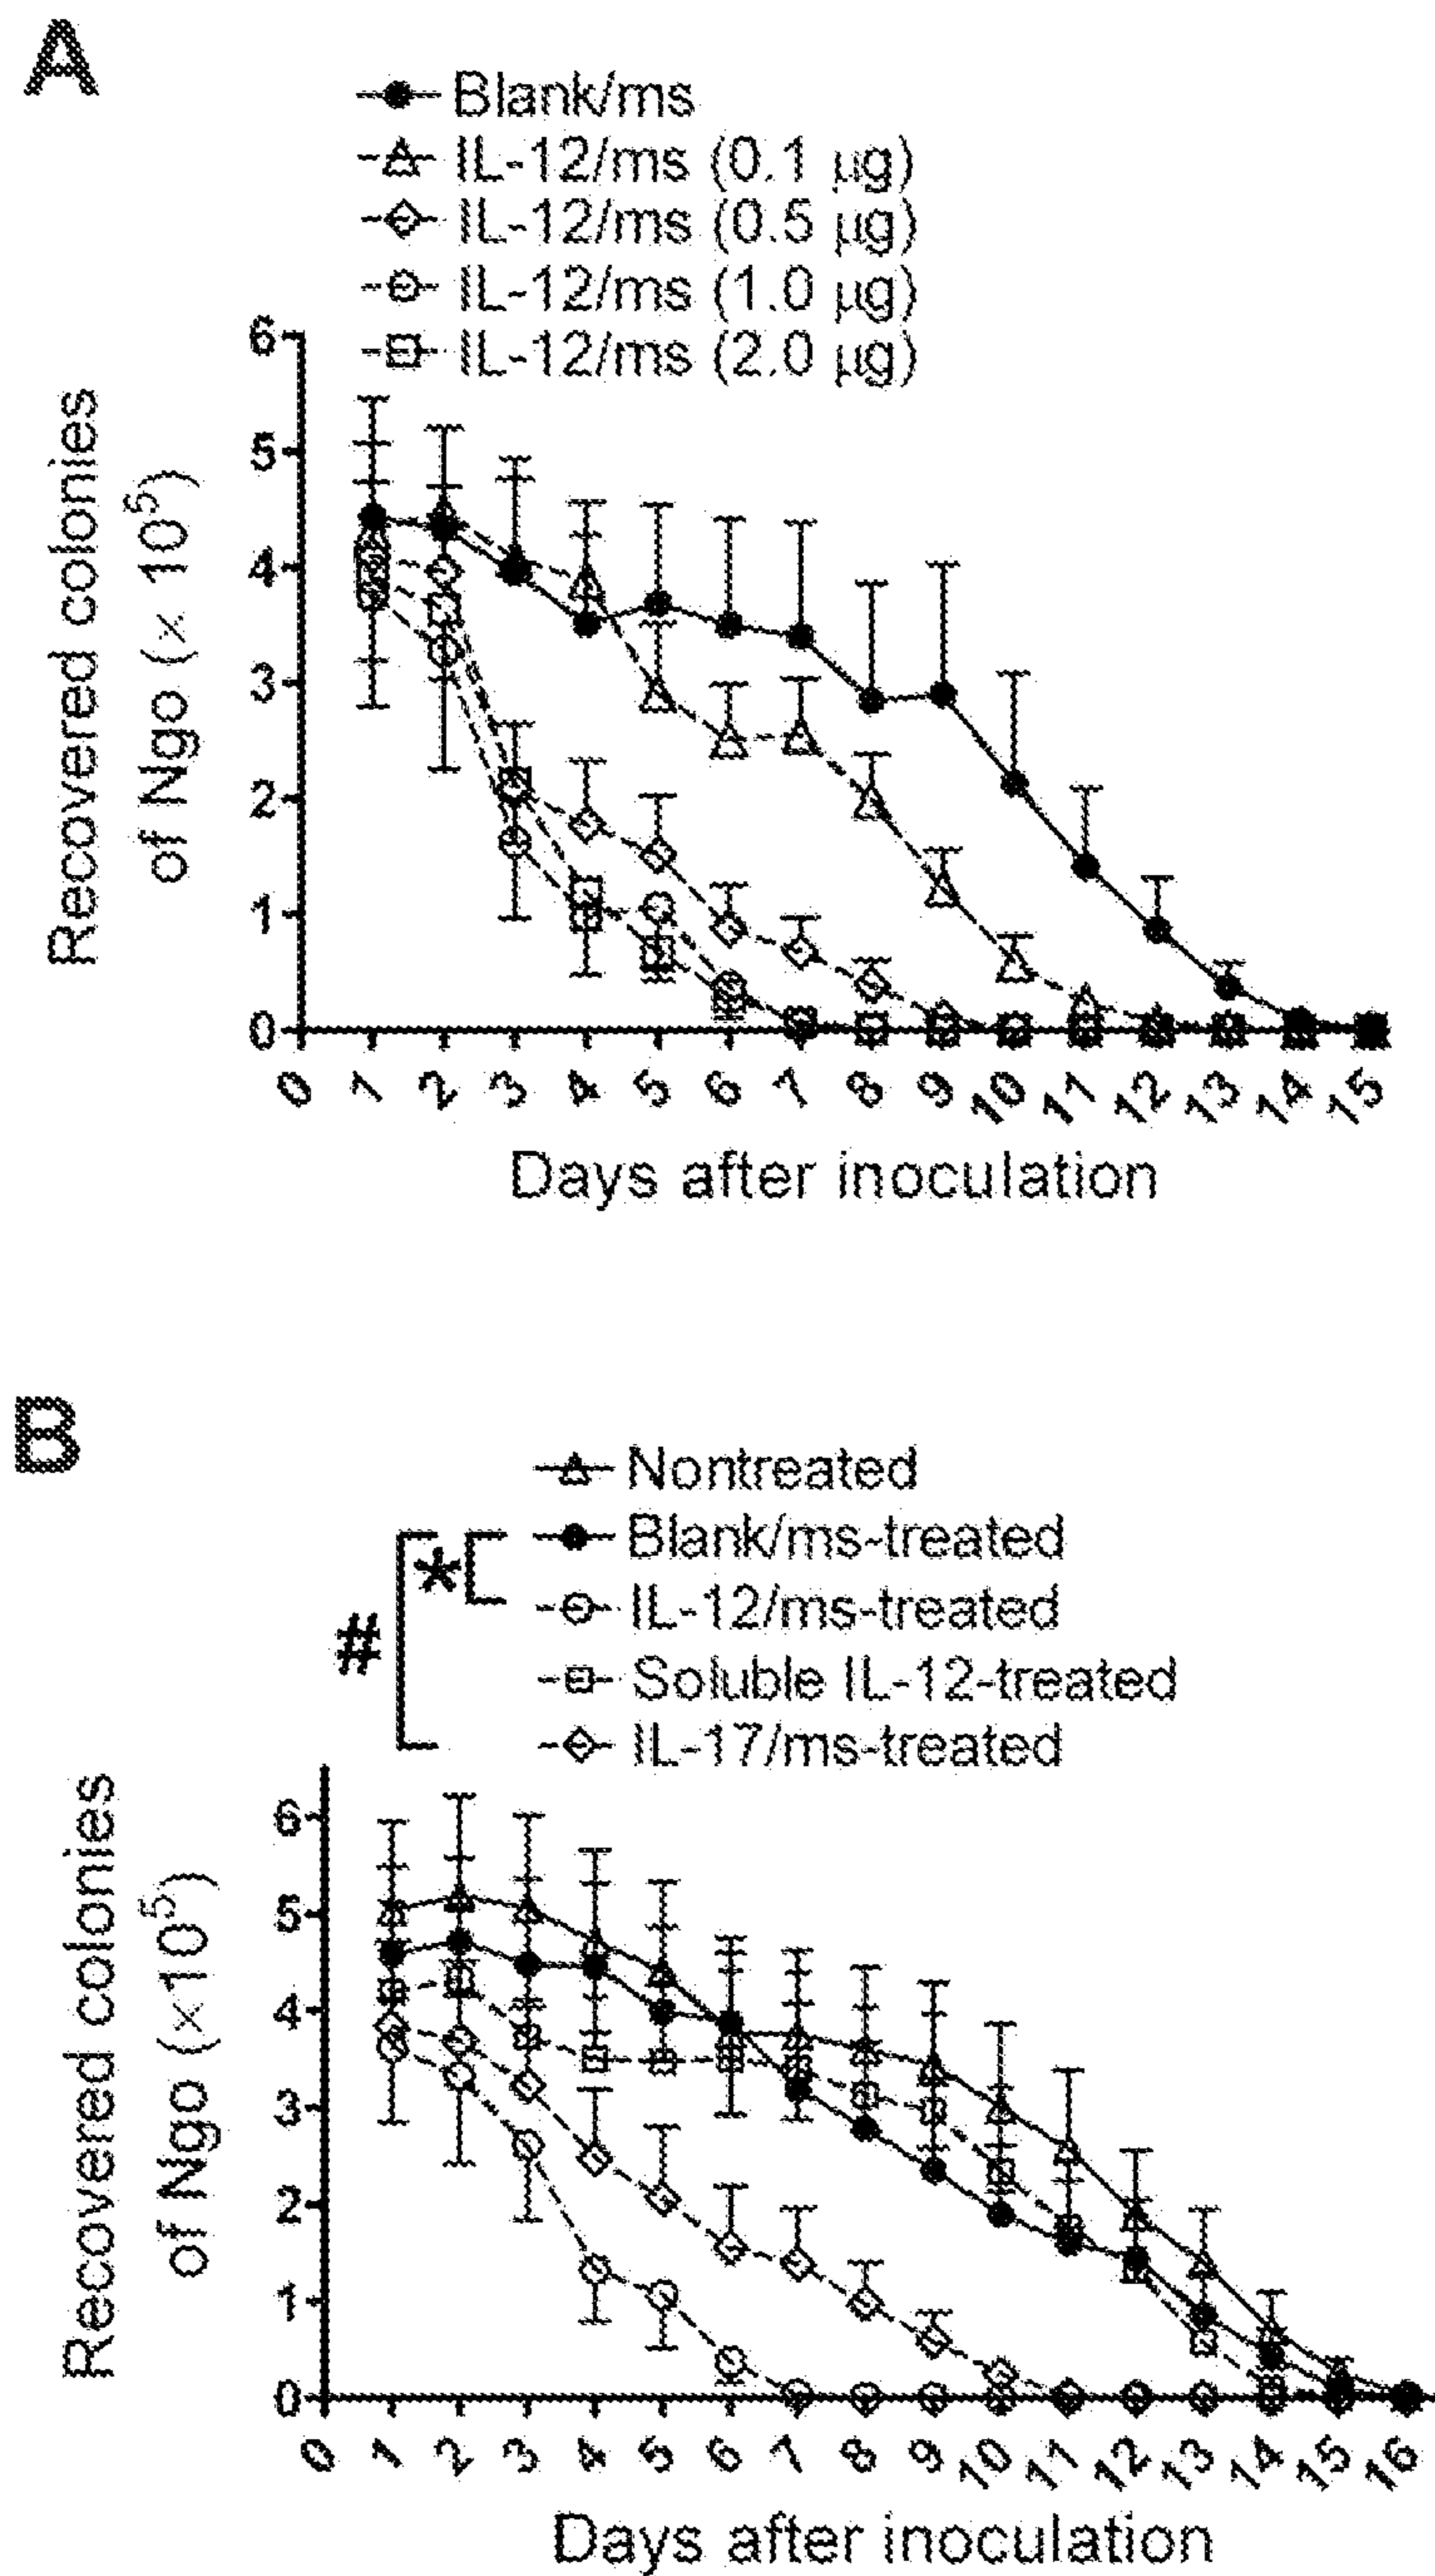 A
Blank/ms
IL-12/ms (0.1 μg)
IL-12/ms (0.5 μg)
IL-12/ms (1.0 μg)
IL-12/ms (2.0 μg)
6
5
4
3
2
1
0
Recovered colonies
of Ngo (× 10⁵)
0 1 2 3 4 5 6 7 8 9 10 11 12 13 14 15
Days after inoculation
B
Nontreated
Blank/ms-treated
IL-12/ms-treated
Soluble IL-12-treated
IL-17/ms-treated
*
#
6
5
4
3
2
1
0
Recovered colonies
of Ngo (×10⁵)
0 1 2 3 4 5 6 7 8 9 10 11 12 13 14 15 16
Days after inoculation